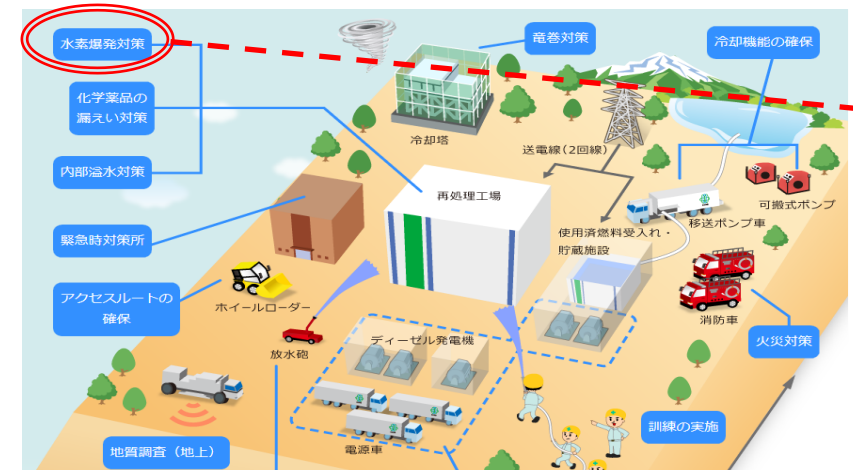 水素爆発対策
竜巻対策
冷却機能の確保
化学薬品の
漏えい対策
冷却塔
送電線(2回線)
内部溢水対策
再処理工場
可搬式ポンプ
移送ポンプ車
使用済燃料受入れ・
貯蔵施設
緊急時対策所
アクセスルートの
確保
ホイールローダー
消防車
放水砲
ディーゼル発電機
火災対策
訓練の実施
電源車
地質調査（地上）